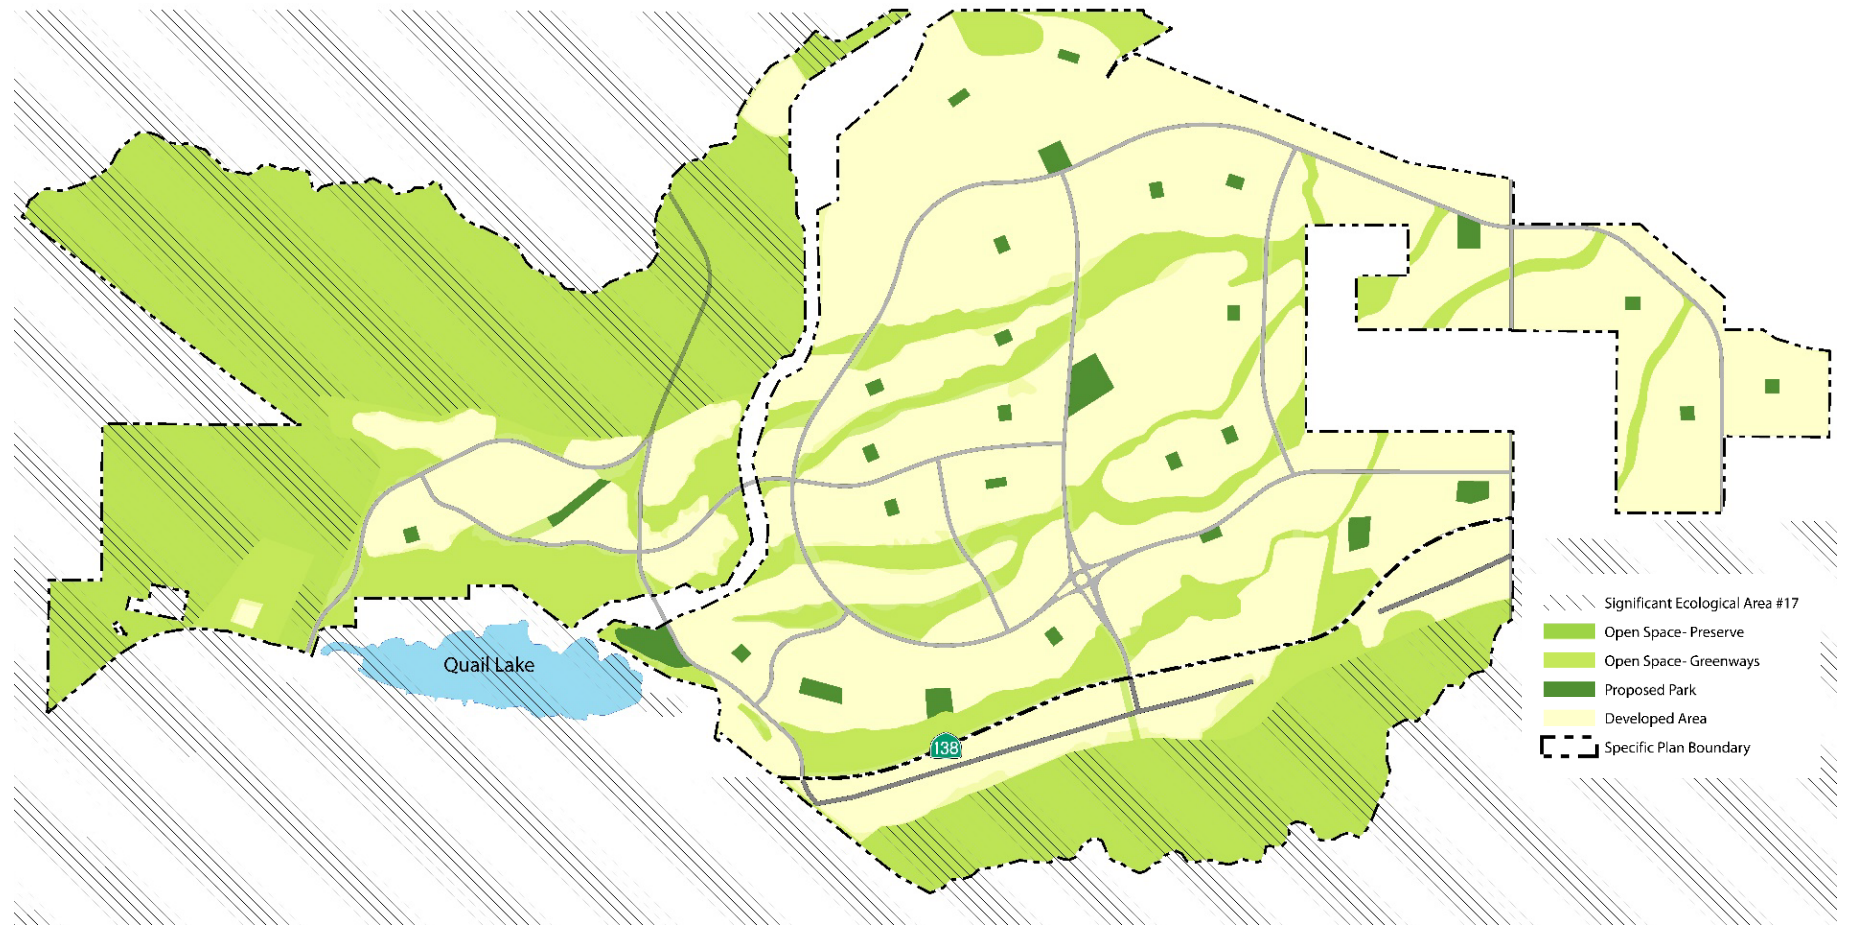 Quail Lake
138
Significant Ecological Area #17
Open Space- Preserve
Open Space- Greenways
Proposed Park
Developed Area
Specific Plan Boundary